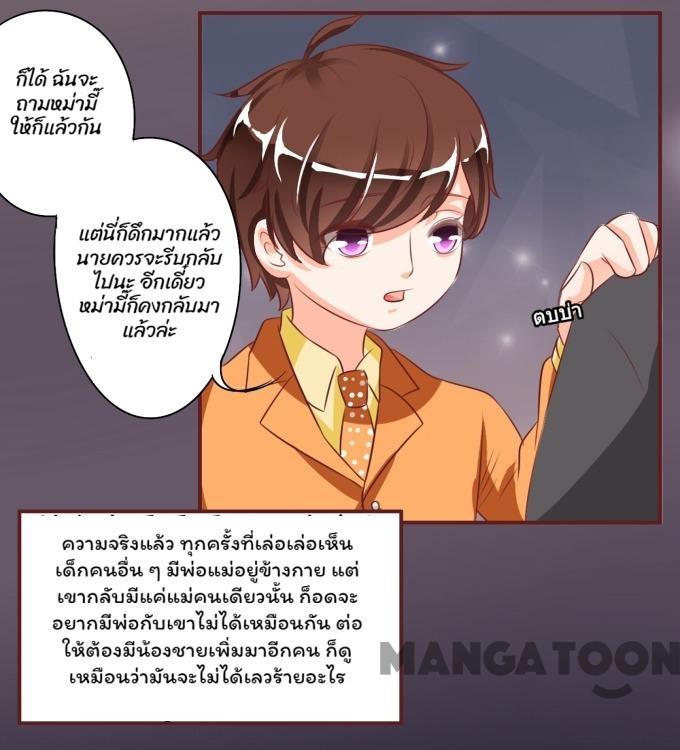 ก็ได้ ฉันจะ
ถามหม่ามี๊
ให้ก็แล้วกัน
แต่นี่ก็ดึกมากแล้ว
นายควรจะรีบกลับ
ไปนะ อีกเดี๋ยว
หม่ามี๊ก็คงกลับมา
แล้วล่ะ
ตบบ่า
ความจริงแล้ว ทุกครั้งที่เล่อเล่อเห็น
เด็กคนอื่น ๆ มีพ่อแม่อยู่ข้างกาย แต่
เขากลับมีแค่แม่คนเดียวนั้น ก็อดจะ
อยากมีพ่อกับเขาไม่ได้เหมือนกัน ต่อ
ให้ต้องมีน้องชายเพิ่มมาอีกคน ก็ดู
เหมือนว่ามันจะไม่ได้เลวร้ายอะไร
MANGATOON